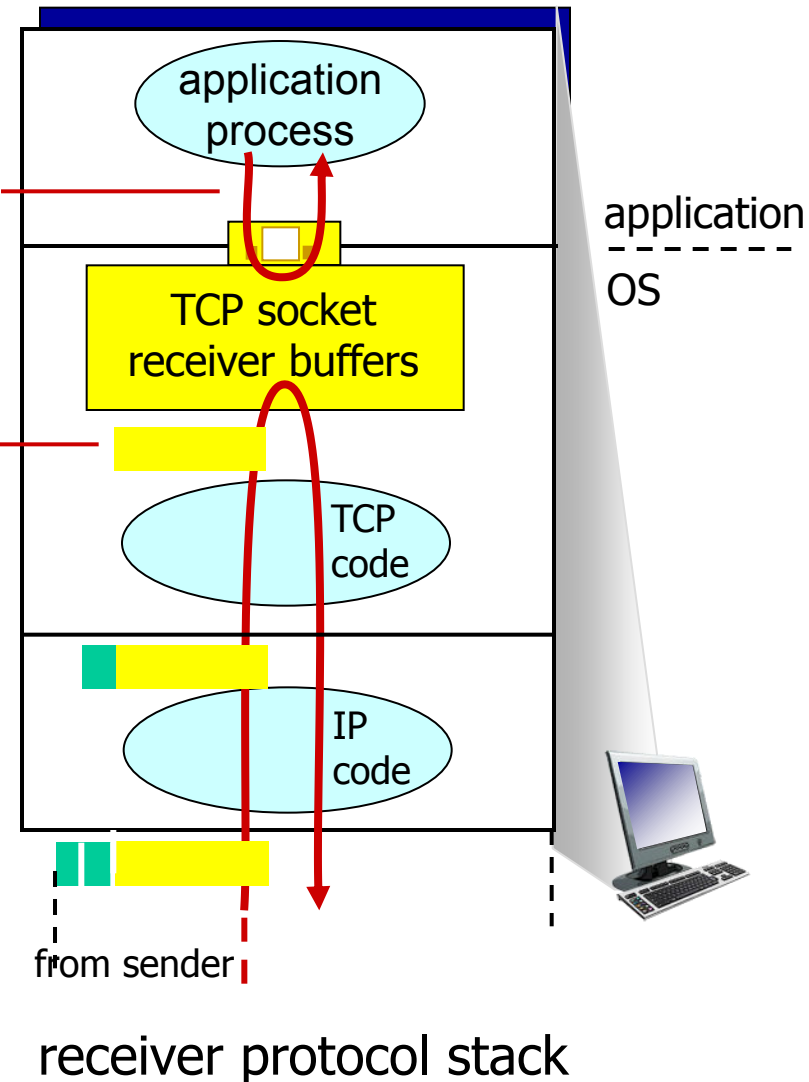 application
process
application
OS
TCP socket
receiver buffers
TCP
code
IP
code
from sender
receiver protocol stack